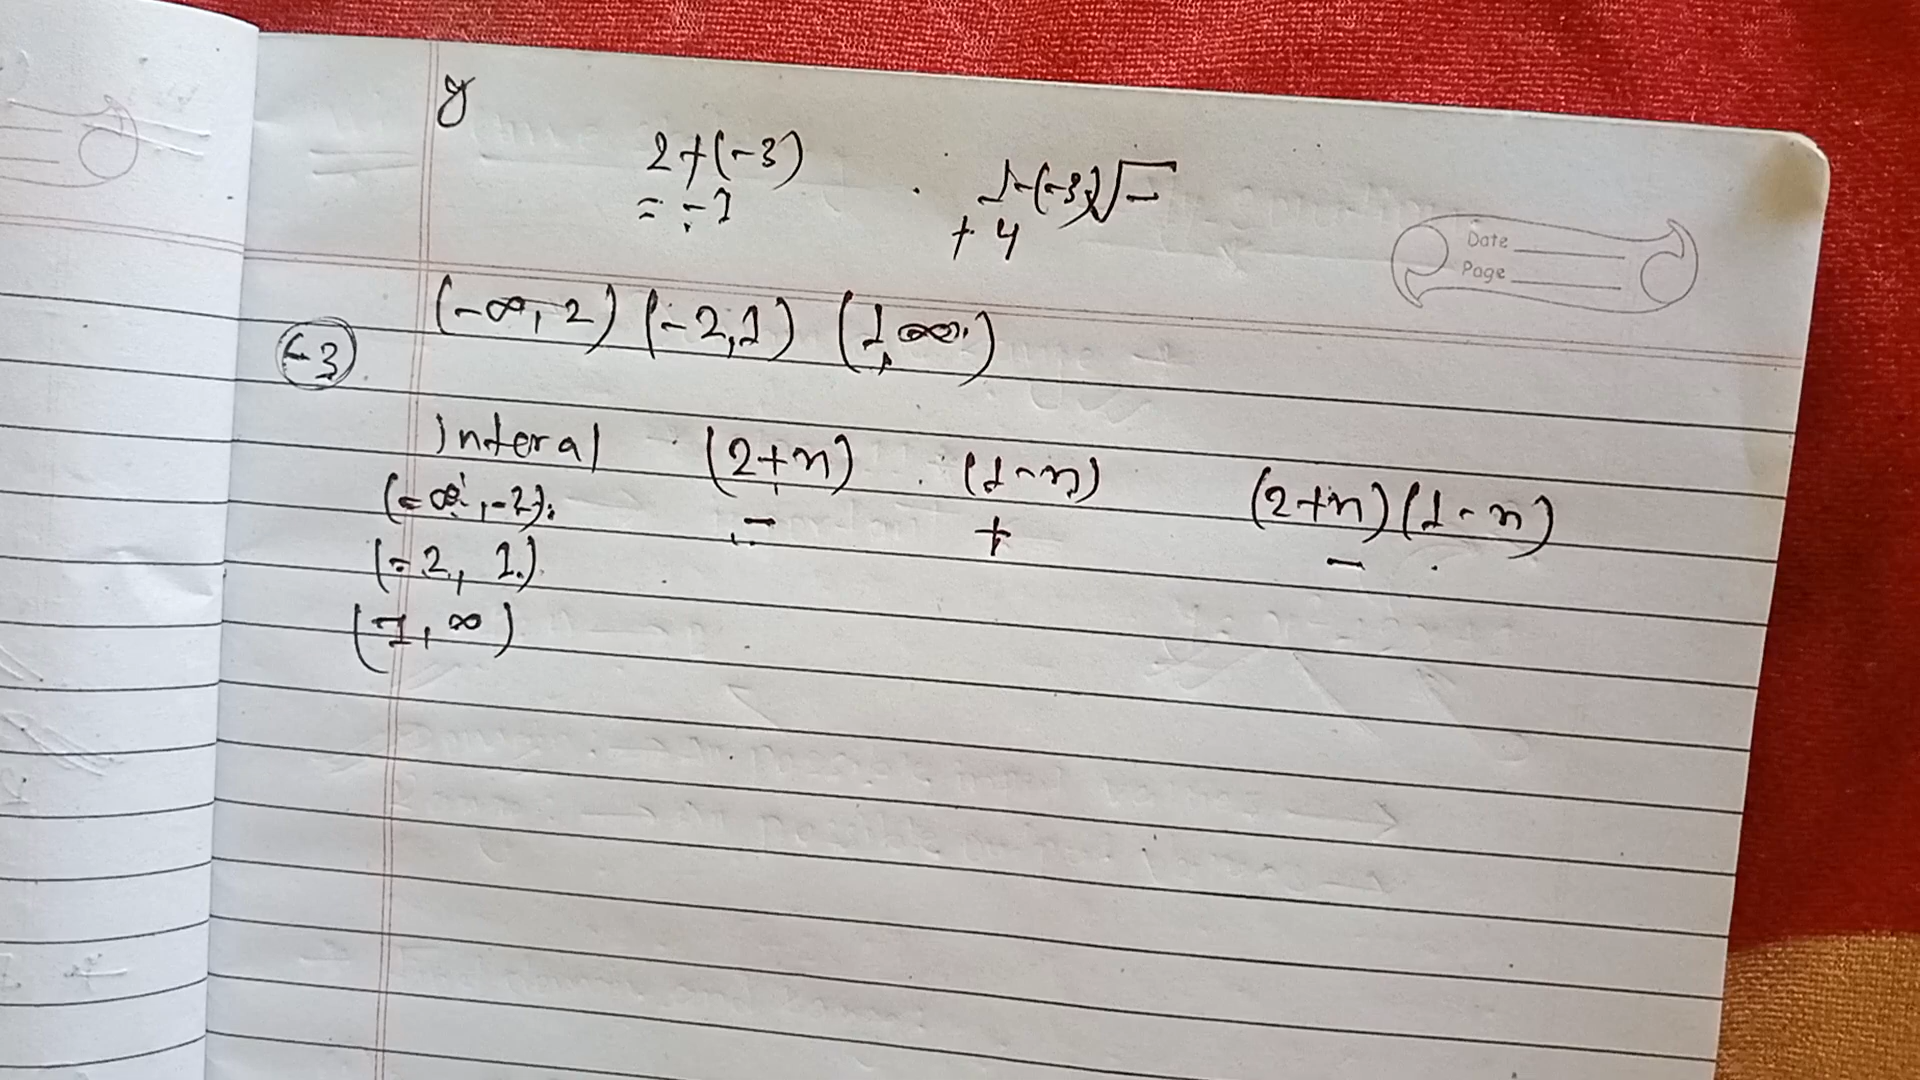 y
2+(-3)
= -1
1-(-3)√-
+ 4
Date
Page
(-∞, 2) (-2,1) (1,∞)
(-3)
interal (2+n) (1-n) (2+n)(1-n)
(-∞, -2) - + -
(-2, 1)
(1, ∞)